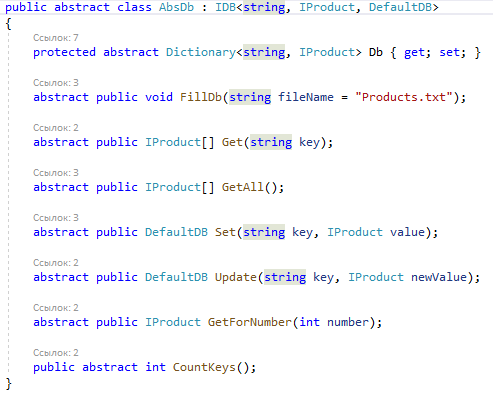 public abstract class AbsDb : IDB<string, IProduct, DefaultDB>
{
Ссылок: 7
protected abstract Dictionary<string, IProduct> Db { get; set; }
Ссылок: 3
abstract public void FillDb(string fileName = "Products.txt");
Ссылок: 2
abstract public IProduct[] Get(string key);
Ссылок: 3
abstract public IProduct[] GetAll();
Ссылок: 3
abstract public DefaultDB Set(string key, IProduct value);
Ссылок: 2
abstract public DefaultDB Update(string key, IProduct newValue);
Ссылок: 2
abstract public IProduct GetForNumber(int number);
Ссылок: 2
public abstract int CountKeys();
}